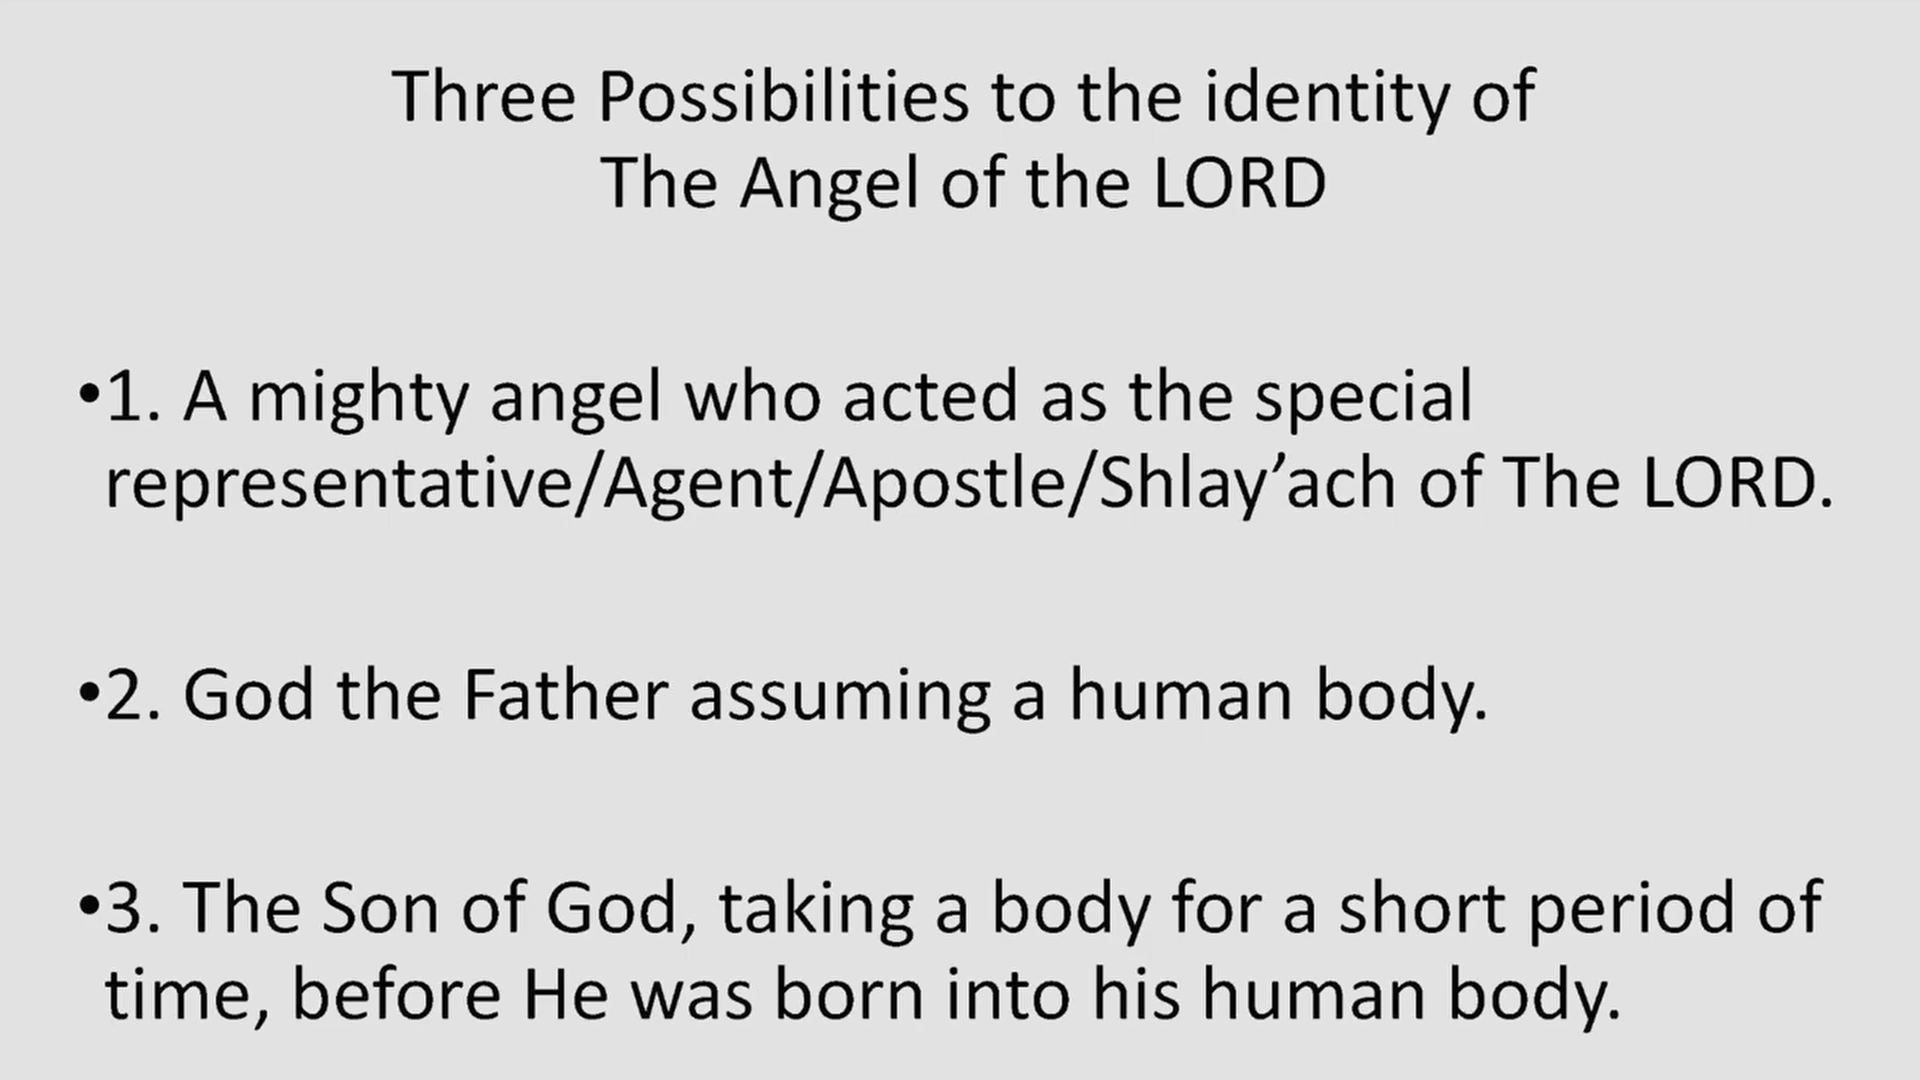 Three Possibilities to the identity of
The Angel of the LORD
•1. A mighty angel who acted as the special
representative/Agent/Apostle/Shlay’ach of The LORD.
•2. God the Father assuming a human body.
•3. The Son of God, taking a body for a short period of
time, before He was born into his human body.